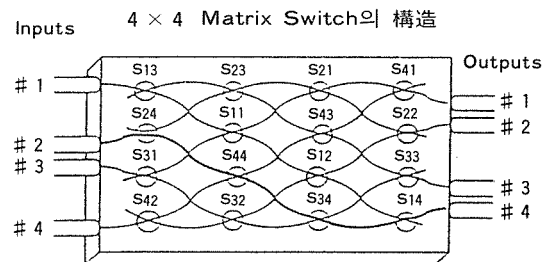 4 × 4 Matrix Switch의 構造
Inputs
Outputs
S13 S23 S21 S41
# 1
# 1
S24 S11 S43 S22
# 2
# 2
S31 S44 S12 S33
# 3
# 3
S42 S32 S34 S14
# 4
# 4